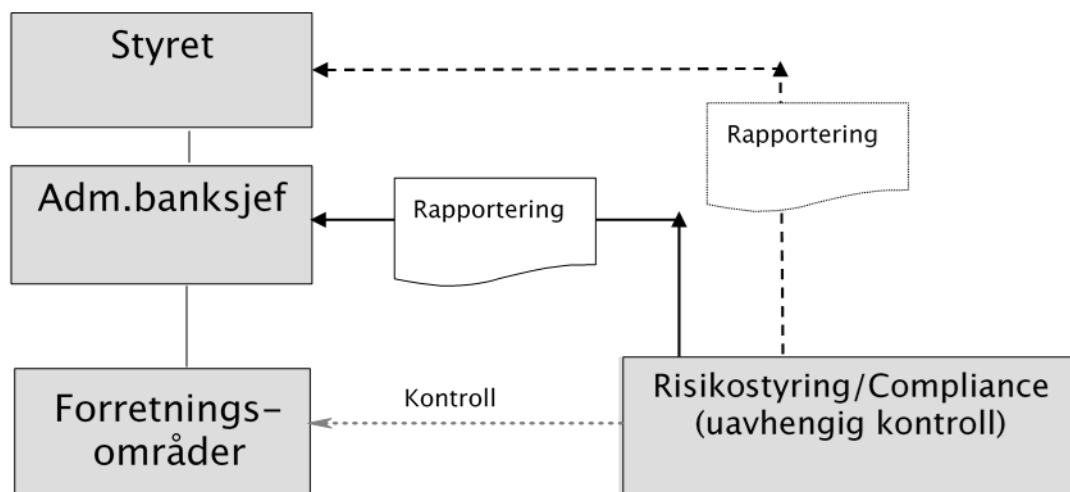 Styret
Rapportering
Adm.banksjef
Rapportering
Kontroll
Forretnings-
områder
Risikostyring/Compliance
(uavhengig kontroll)